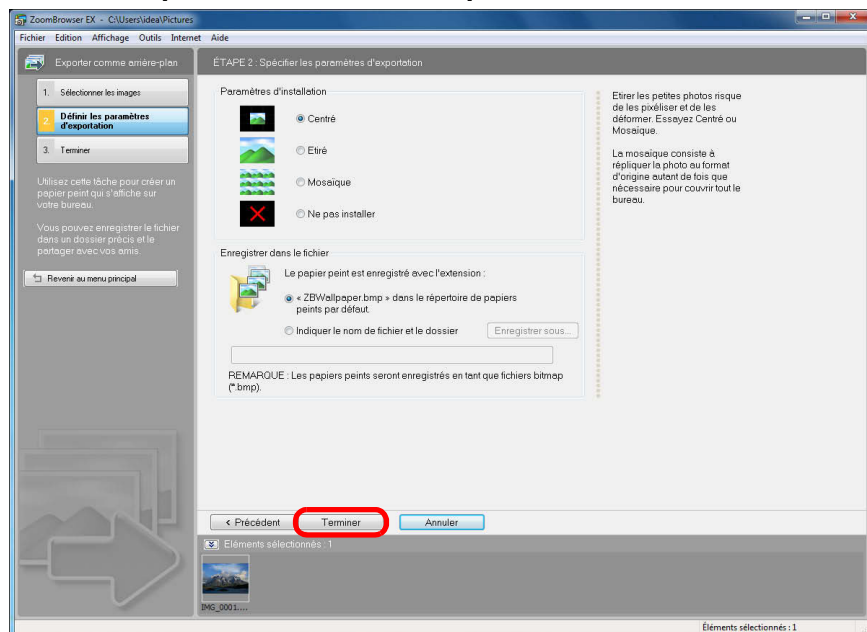 ZoomBrowser EX - C:\Users\idea\Pictures
Fichier Edition Affichage Outils Internet Aide
Exporter comme arrière-plan
1. Sélectionner les images
2. Définir les paramètres
d'exportation
3. Terminer
Utilisez cette tâche pour créer un
papier peint qui s'affiche sur
votre bureau.
Vous pouvez enregistrer le fichier
dans un dossier précis et le
partager avec vos amis.
Revenir au menu principal
ÉTAPE 2 : Spécifier les paramètres d'exportation
Paramètres d'installation
Centré
Etiré
Mosaïque
Ne pas installer
Enregistrer dans le fichier
Le papier peint est enregistré avec l'extension :
« ZBWallpaper.bmp » dans le répertoire de papiers
peints par défaut.
Indiquer le nom de fichier et le dossier
Enregistrer sous...
REMARQUE : Les papiers peints seront enregistrés en tant que fichiers bitmap
(*.bmp).
Etirer les petites photos risque
de les pixéliser et de les
déformer. Essayez Centré ou
Mosaïque.
La mosaïque consiste à
répliquer la photo au format
d'origine autant de fois que
nécessaire pour couvrir tout le
bureau.
< Précédent
Terminer
Annuler
Eléments sélectionnés : 1
IMG_0001....
Éléments sélectionnés : 1